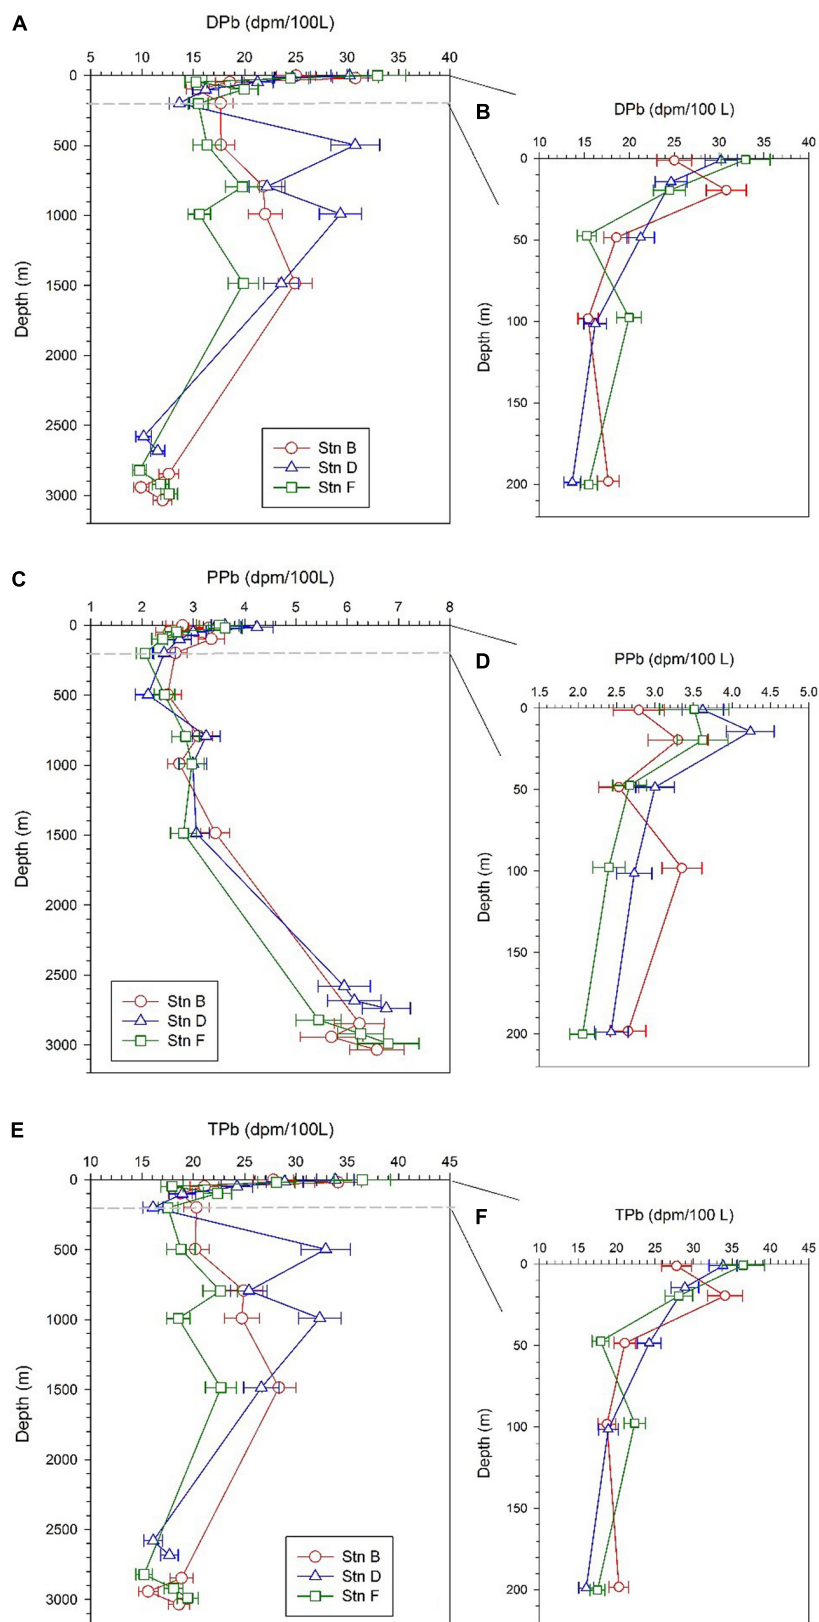 A
DPb (dpm/100L)
5 10 15 20 25 30 35 40
0
500
1000
1500
2000
2500
3000
Depth (m)
Stn B
Stn D
Stn F
B
DPb (dpm/100 L)
10 15 20 25 30 35 40
0
50
100
150
200
Depth (m)
C
PPb (dpm/100L)
1 2 3 4 5 6 7 8
0
500
1000
1500
2000
2500
3000
Depth (m)
Stn B
Stn D
Stn F
D
PPb (dpm/100 L)
1.5 2.0 2.5 3.0 3.5 4.0 4.5 5.0
0
50
100
150
200
Depth (m)
E
TPb (dpm/100L)
10 15 20 25 30 35 40 45
0
500
1000
1500
2000
2500
3000
Depth (m)
Stn B
Stn D
Stn F
F
TPb (dpm/100 L)
10 15 20 25 30 35 40 45
0
50
100
150
200
Depth (m)